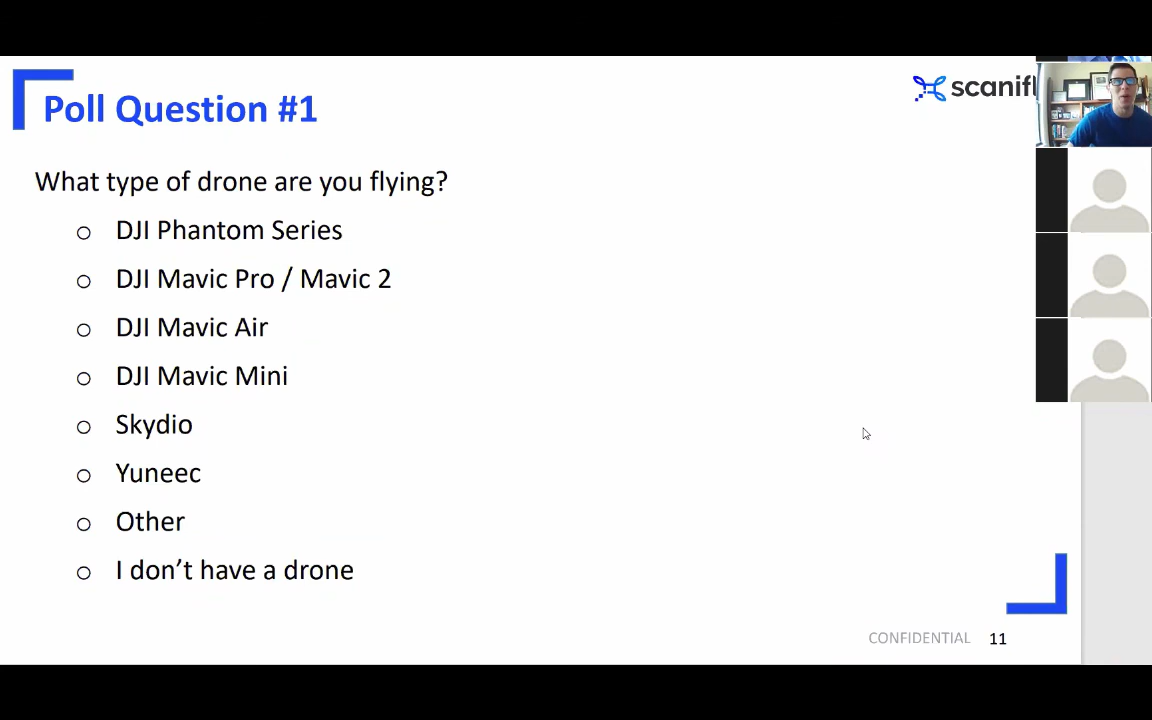 Poll Question #1
scanifl
What type of drone are you flying?
DJI Phantom Series
DJI Mavic Pro / Mavic 2
DJI Mavic Air
DJI Mavic Mini
Skydio
Yuneec
Other
I don’t have a drone
CONFIDENTIAL 11